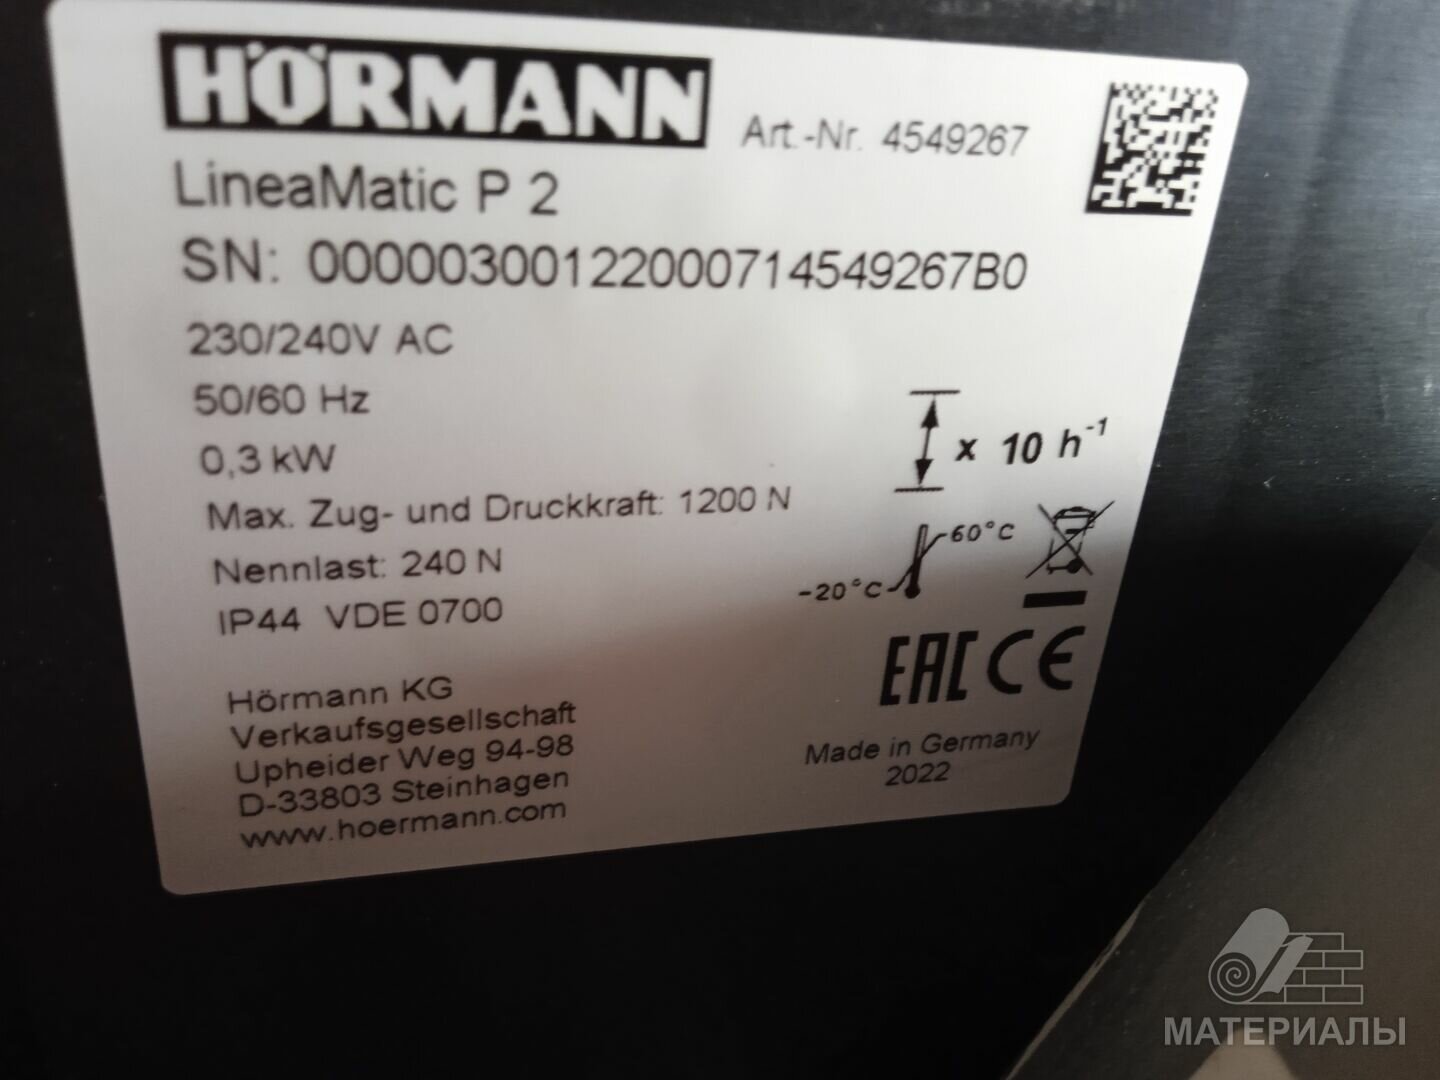 HÖRMANN
Art.-Nr. 4549267
LineaMatic P 2
SN: 00000300122000714549267B0
230/240V AC
50/60 Hz
0,3 kW
x 10 h⁻¹
Max. Zug- und Druckkraft: 1200 N
Nennlast: 240 N
-20°C
60°C
IP44 VDE 0700
EAC CE
Hörmann KG
Verkaufsgesellschaft
Upheider Weg 94-98
D-33803 Steinhagen
www.hoermann.com
Made in Germany
2022
МАТЕРИАЛЫ